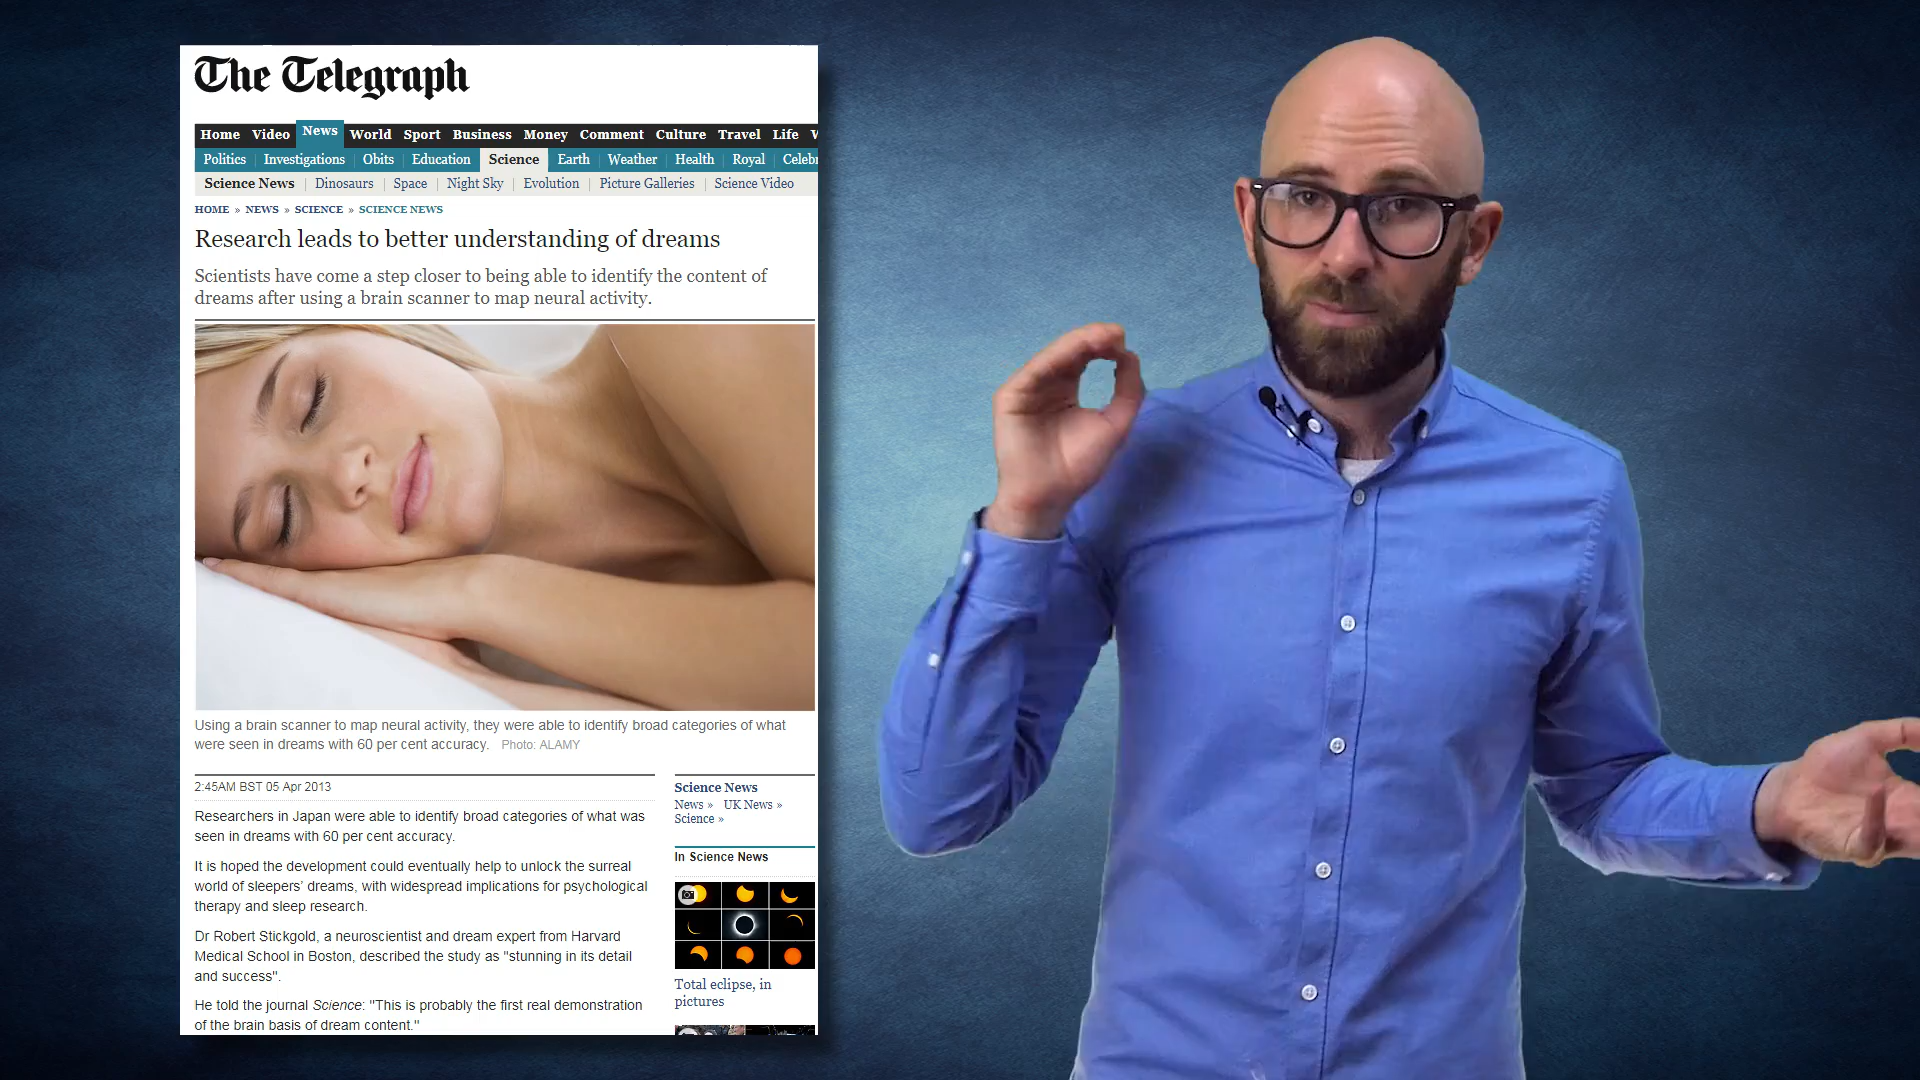 The Telegraph
Home Video News World Sport Business Money Comment Culture Travel Life
Politics Investigations Obits Education Science Earth Weather Health Royal
Science News Dinosaurs Space Night Sky Evolution Picture Galleries Science Video
HOME » NEWS » SCIENCE » SCIENCE NEWS
Research leads to better understanding of dreams
Scientists have come a step closer to being able to identify the content of
dreams after using a brain scanner to map neural activity.
Using a brain scanner to map neural activity, they were able to identify broad categories of what
were seen in dreams with 60 per cent accuracy. Photo: ALAMY
2:45AM BST 05 Apr 2013
Researchers in Japan were able to identify broad categories of what was
seen in dreams with 60 per cent accuracy.
It is hoped the development could eventually help to unlock the surreal
world of sleepers' dreams, with widespread implications for psychological
therapy and sleep research.
Dr Robert Stickgold, a neuroscientist and dream expert from Harvard
Medical School in Boston, described the study as "stunning in its detail
and success".
He told the journal Science: "This is probably the first real demonstration
of the brain basis of dream content."
Science News
News » UK News »
Science »
In Science News
Total eclipse, in
pictures